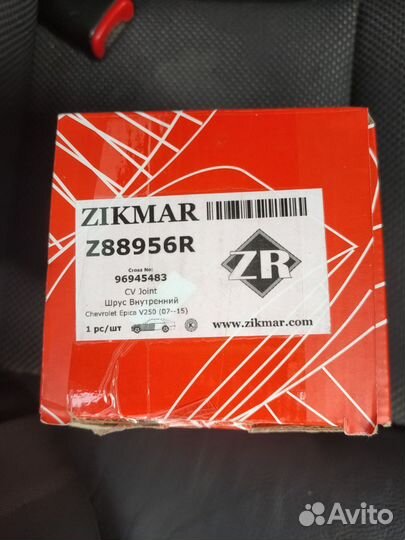 ZIKMAR
Z88956R
Cross No:
96945483
CV Joint
Шрус Внутренний
Chevrolet Epica V250 (07--15)
1 pc/шт
ZR
www.zikmar.com
Avito